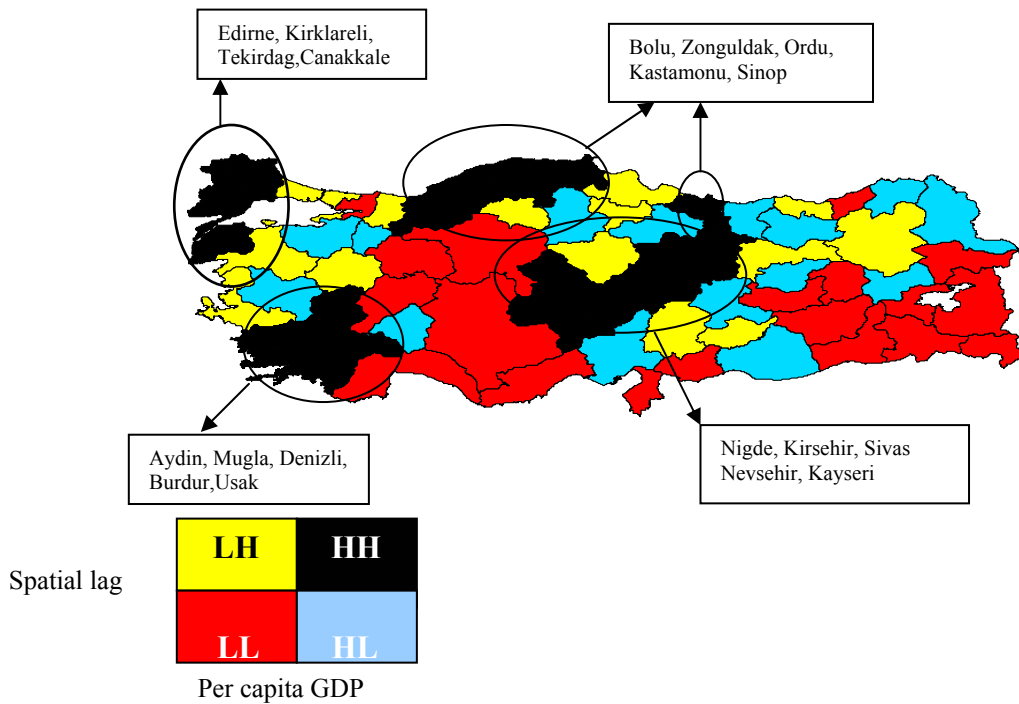 Edirne, Kirklareli,
Tekirdag,Canakkale
Bolu, Zonguldak, Ordu,
Kastamonu, Sinop
Aydin, Mugla, Denizli,
Burdur,Usak
Nigde, Kirsehir, Sivas
Nevsehir, Kayseri
LH HH
Spatial lag
LL HL
Per capita GDP